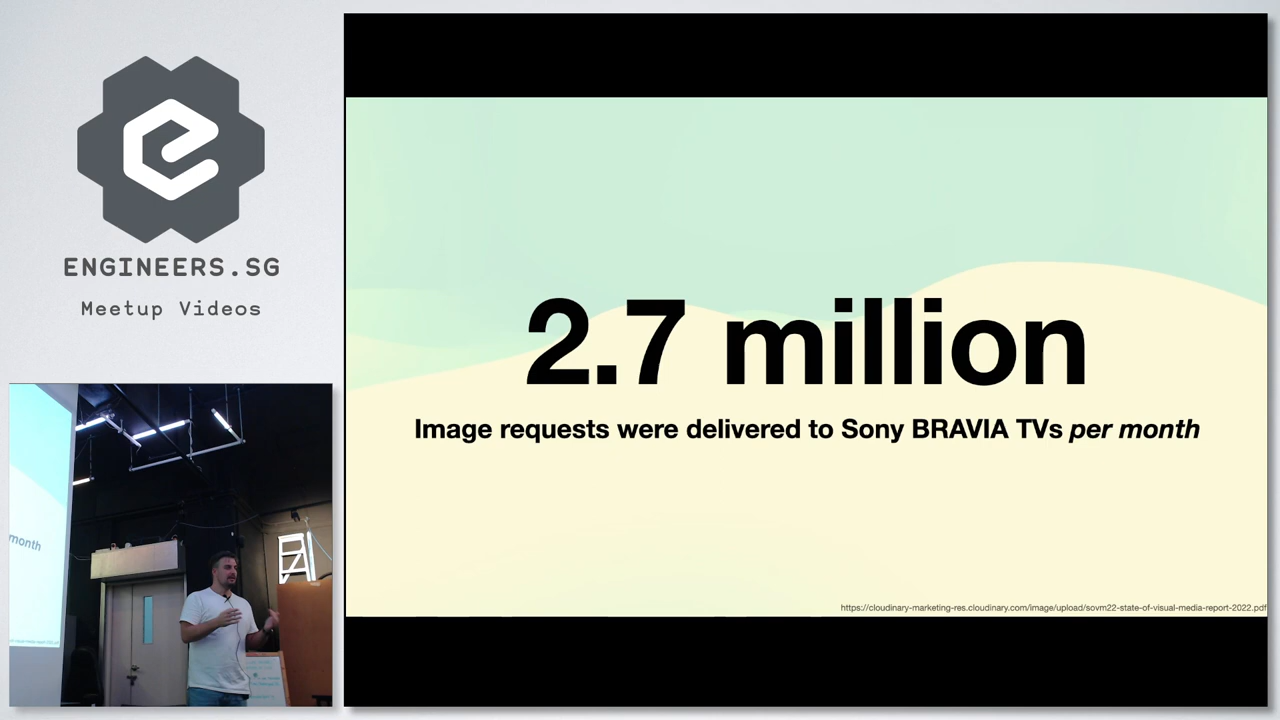 ENGINEERS.SG
Meetup Videos
2.7 million
Image requests were delivered to Sony BRAVIA TVs per month
https://cloudinary-marketing-res.cloudinary.com/image/upload/sovm22-state-of-visual-media-report-2022.pdf
month